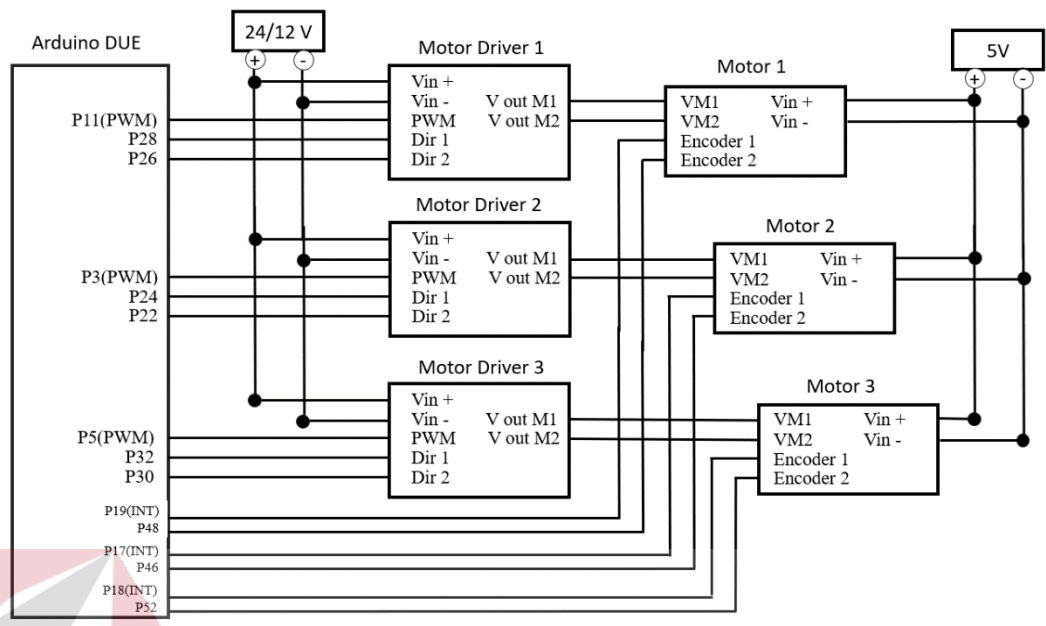 24/12 V
+ -
Arduino DUE
5V
+ -
P11(PWM)
P28
P26
P3(PWM)
P24
P22
P5(PWM)
P32
P30
P19(INT)
P48
P17(INT)
P46
P18(INT)
P52
Motor Driver 1
Vin +
Vin - V out M1
PWM V out M2
Dir 1
Dir 2
Motor Driver 2
Vin +
Vin - V out M1
PWM V out M2
Dir 1
Dir 2
Motor Driver 3
Vin +
Vin - V out M1
PWM V out M2
Dir 1
Dir 2
Motor 1
VM1 Vin +
VM2 Vin -
Encoder 1
Encoder 2
Motor 2
VM1 Vin +
VM2 Vin -
Encoder 1
Encoder 2
Motor 3
VM1 Vin +
VM2 Vin -
Encoder 1
Encoder 2